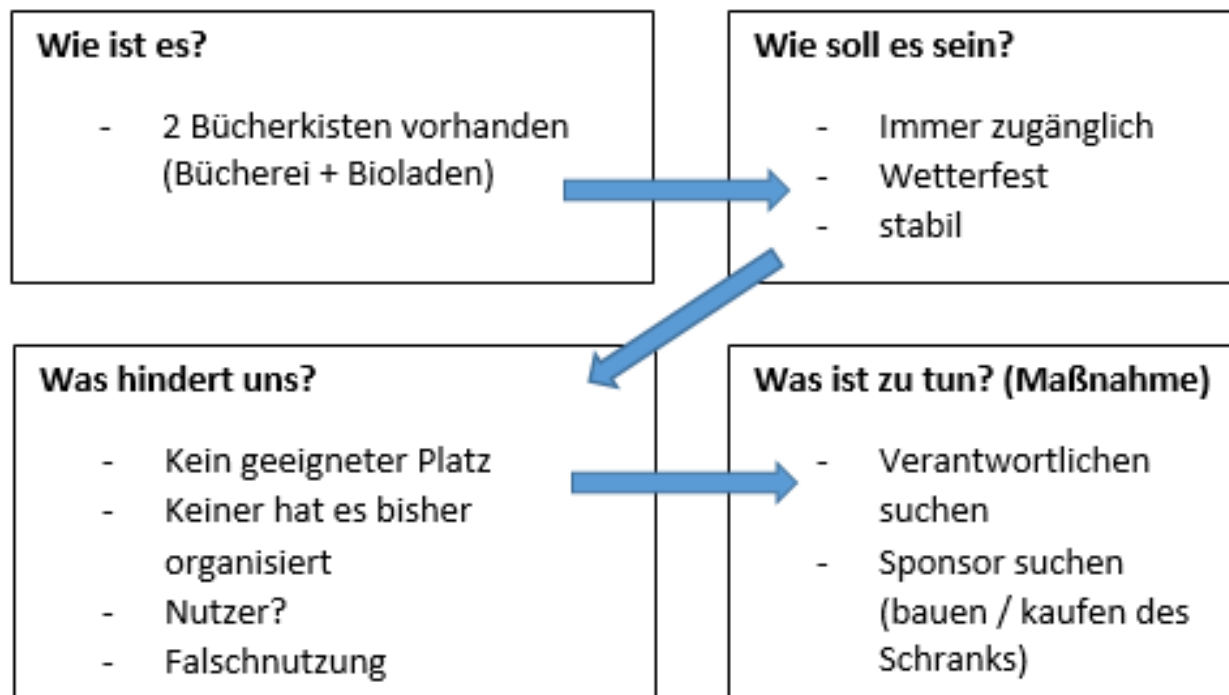 Wie ist es?
- 2 Bücherkisten vorhanden
(Bücherei + Bioladen)
Wie soll es sein?
- Immer zugänglich
- Wetterfest
- stabil
Was hindert uns?
- Kein geeigneter Platz
- Keiner hat es bisher
organisiert
- Nutzer?
- Falschnutzung
Was ist zu tun? (Maßnahme)
- Verantwortlichen
suchen
- Sponsor suchen
(bauen / kaufen des
Schranks)